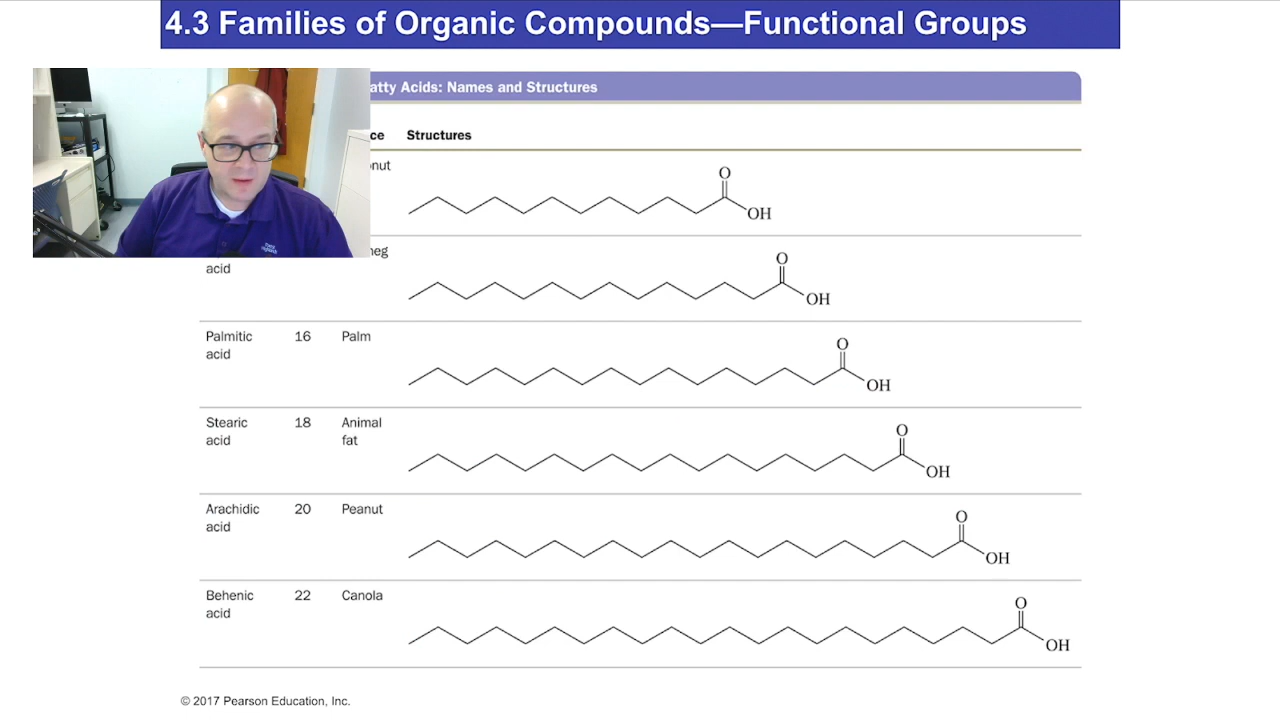 4.3 Families of Organic Compounds—Functional Groups
atty Acids: Names and Structures
ce Structures
nut
O
OH
eg
acid
O
OH
Palmitic 16 Palm
acid
O
OH
Stearic 18 Animal
acid fat
O
OH
Arachidic 20 Peanut
acid
O
OH
Behenic 22 Canola
acid
O
OH
© 2017 Pearson Education, Inc.